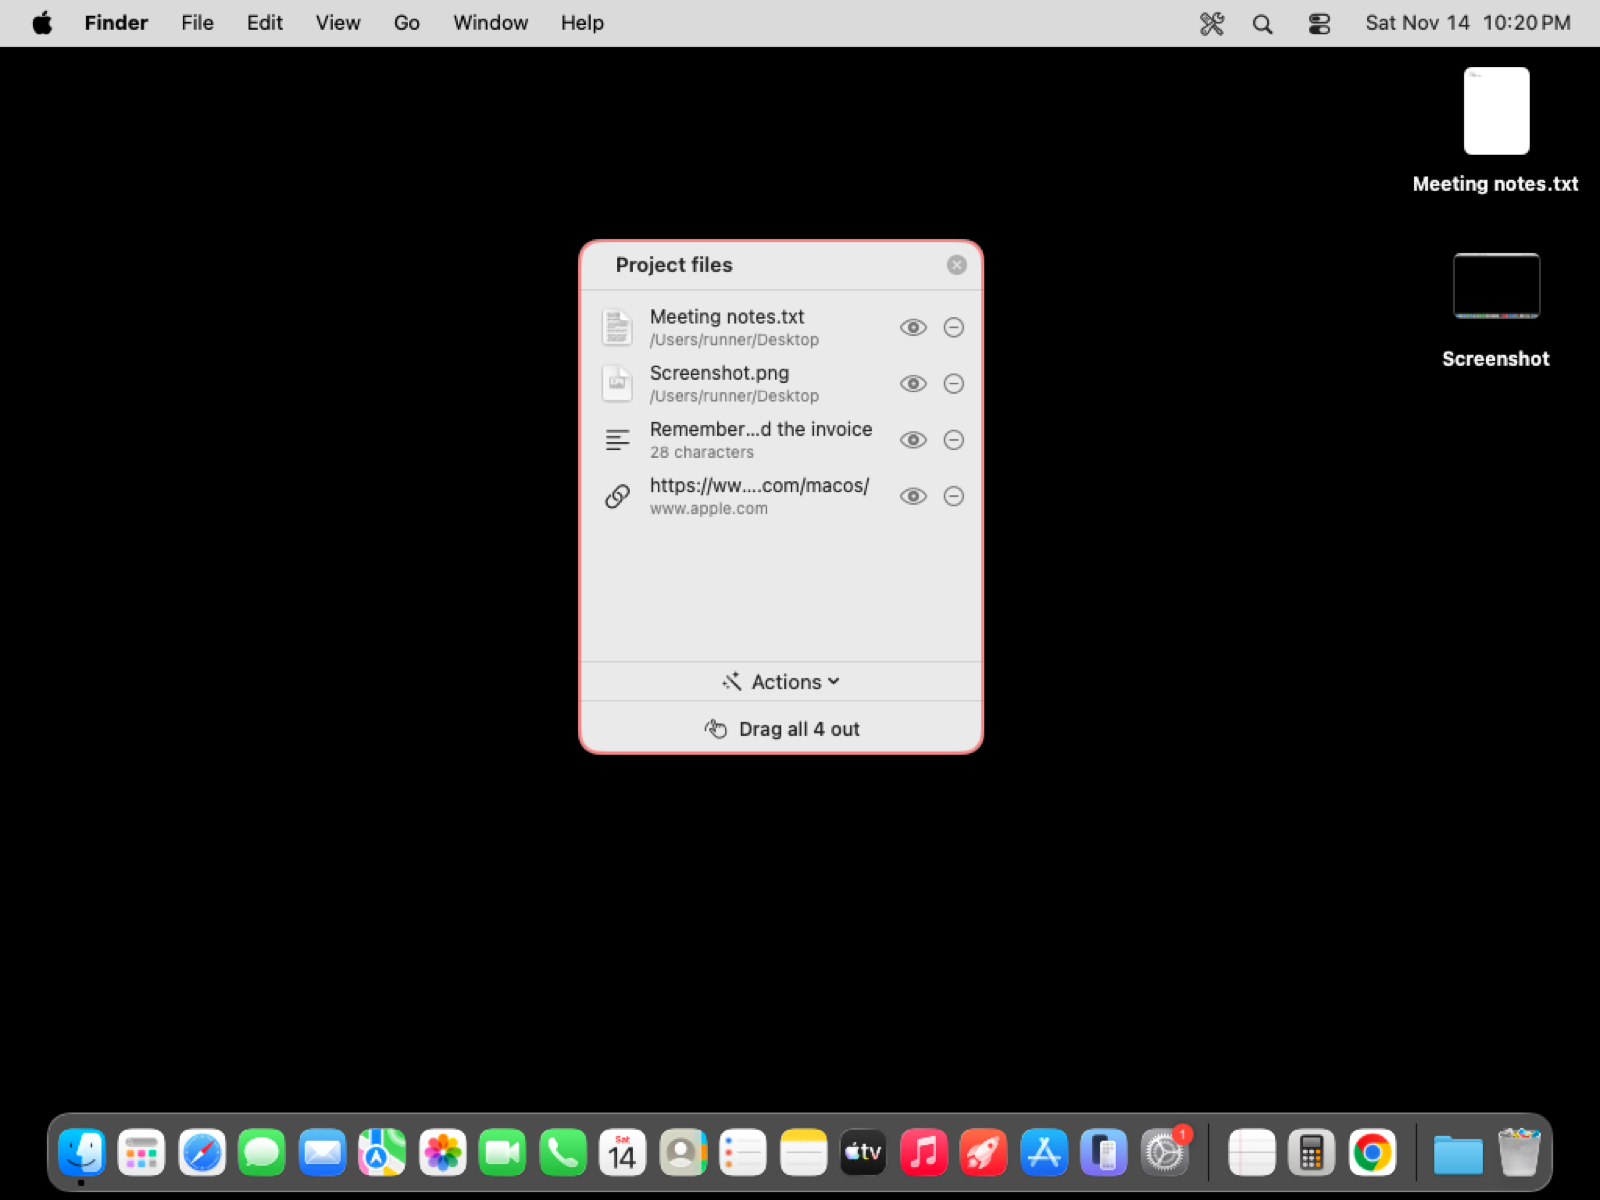 Finder File Edit View Go Window Help Sat Nov 14 10:20 PM
Meeting notes.txt
Screenshot
Project files
Meeting notes.txt
/Users/runner/Desktop
Screenshot.png
/Users/runner/Desktop
Remember...d the invoice
28 characters
https://ww....com/macos/
www.apple.com
Actions
Drag all 4 out
Sat
14
tv
1